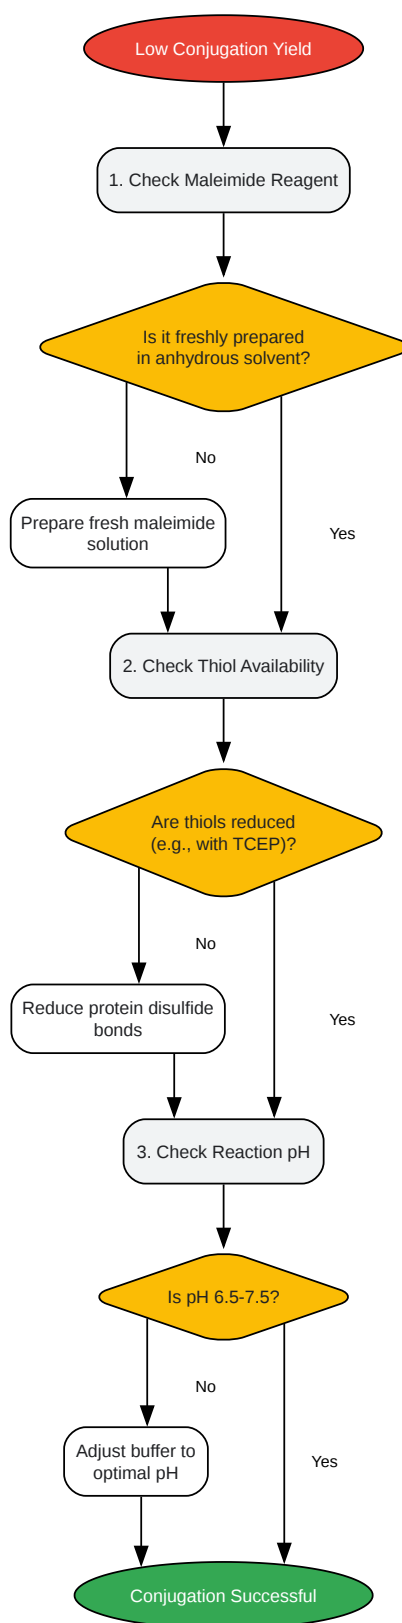 Low Conjugation Yield
1. Check Maleimide Reagent
Is it freshly prepared
in anhydrous solvent?
No
Prepare fresh maleimide
solution
Yes
2. Check Thiol Availability
Are thiols reduced
(e.g., with TCEP)?
No
Reduce protein disulfide
bonds
Yes
3. Check Reaction pH
Is pH 6.5-7.5?
No
Adjust buffer to
optimal pH
Yes
Conjugation Successful